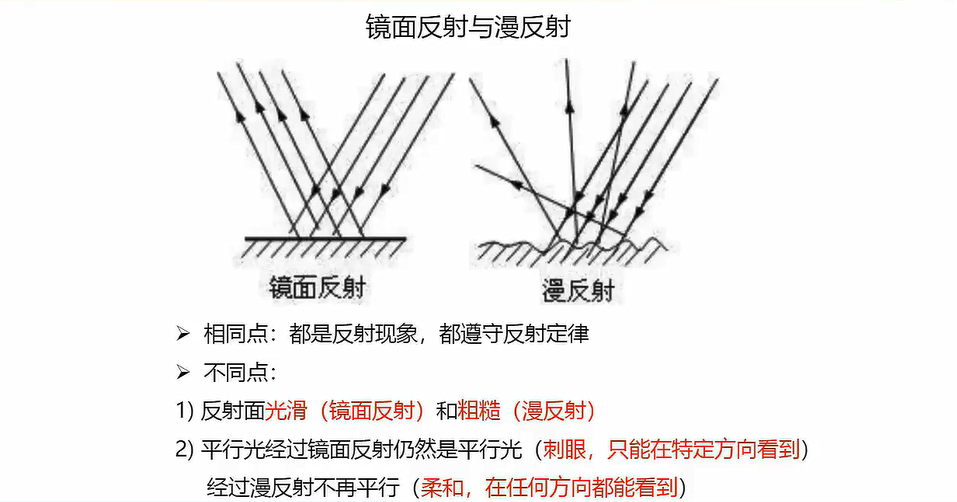 镜面反射与漫反射
镜面反射
漫反射
➢ 相同点：都是反射现象，都遵守反射定律
➢ 不同点：
1) 反射面光滑（镜面反射）和粗糙（漫反射）
2) 平行光经过镜面反射仍然是平行光（刺眼，只能在特定方向看到）
经过漫反射不再平行（柔和，在任何方向都能看到）